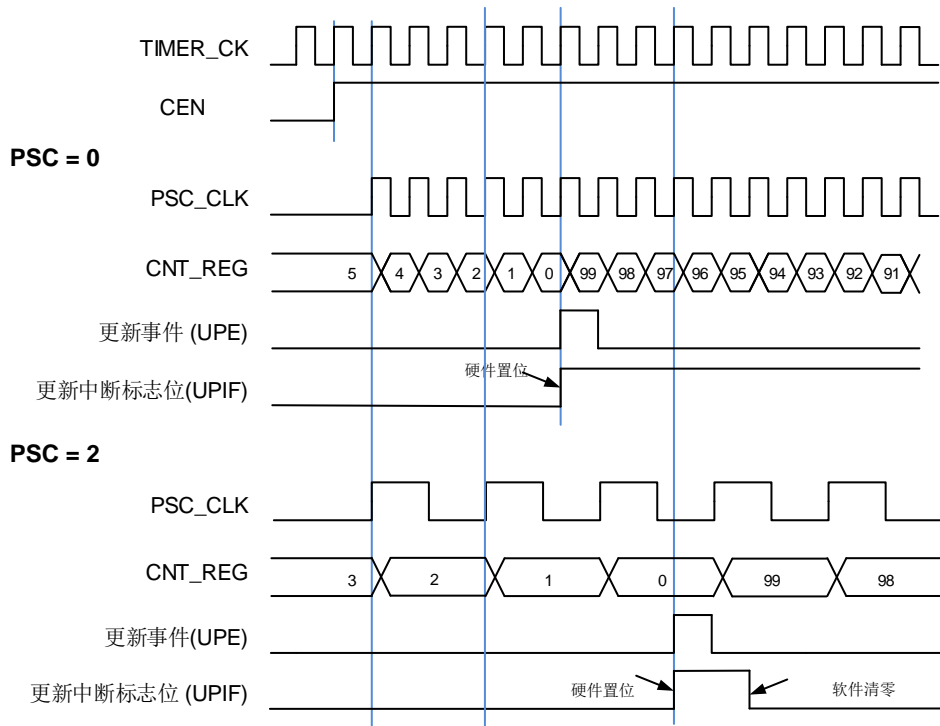 TIMER_CK
CEN
PSC = 0
PSC_CLK
CNT_REG 5 4 3 2 1 0 99 98 97 96 95 94 93 92 91
更新事件 (UPE)
硬件置位
更新中断标志位(UPIF)
PSC = 2
PSC_CLK
CNT_REG 3 2 1 0 99 98
更新事件(UPE)
更新中断标志位 (UPIF) 硬件置位 软件清零